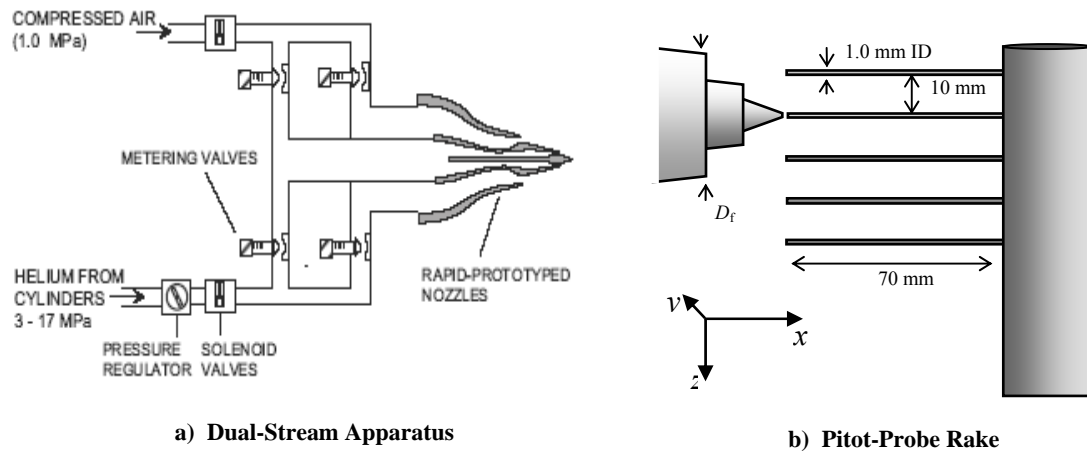 COMPRESSED AIR
(1.0 MPa)
METERING VALVES
HELIUM FROM
CYLINDERS
3 - 17 MPa
PRESSURE
REGULATOR
SOLENOID
VALVES
RAPID-PROTOTYPED
NOZZLES
a) Dual-Stream Apparatus
1.0 mm ID
10 mm
Df
70 mm
y
x
z
b) Pitot-Probe Rake